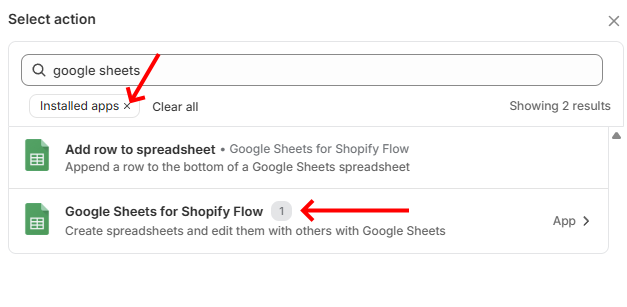 Select action
google sheets
Installed apps × Clear all Showing 2 results
Add row to spreadsheet • Google Sheets for Shopify Flow
Append a row to the bottom of a Google Sheets spreadsheet
Google Sheets for Shopify Flow 1
App
Create spreadsheets and edit them with others with Google Sheets